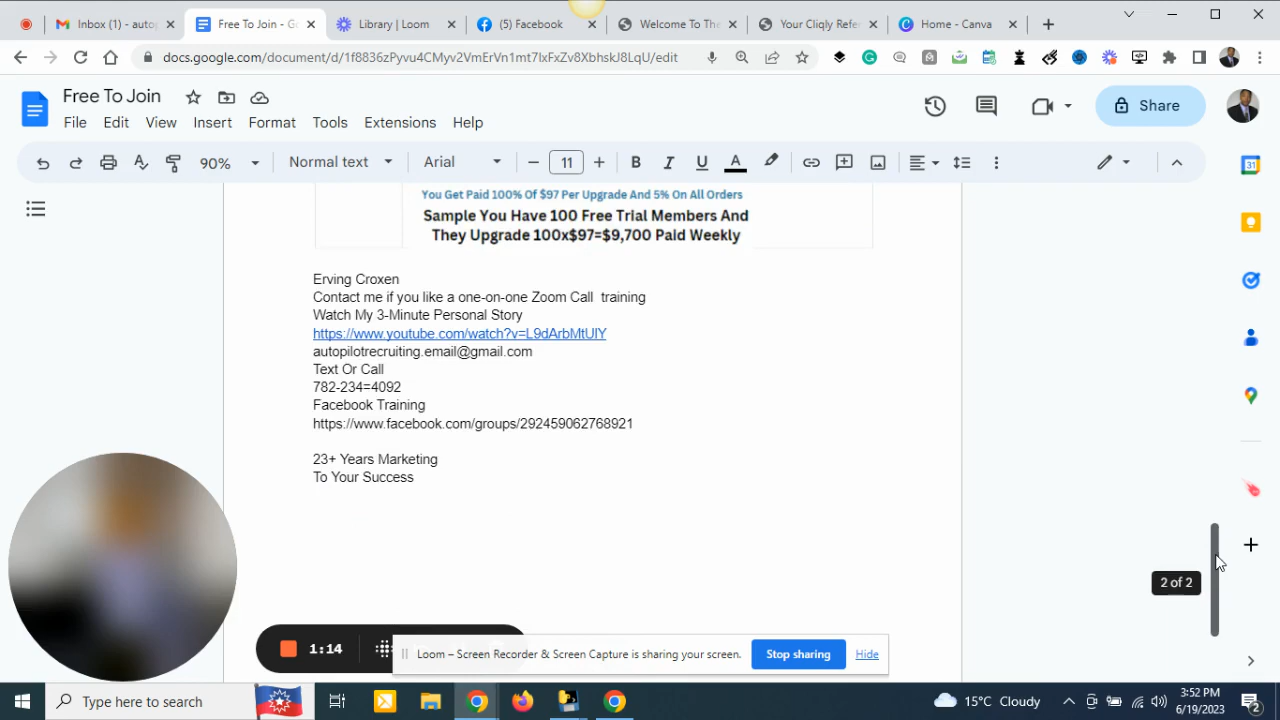 Inbox (1) - autop
Free To Join - Go
Library | Loom
(5) Facebook
Welcome To The
Your Cliqly Refer
Home - Canva
docs.google.com/document/d/1f8836zPyvv4CMyv2VmErVn1mt7lxFxZv8XbhskJ8LqU/edit
Free To Join
Share
File Edit View Insert Format Tools Extensions Help
90% Normal text Arial 11 B I U A
31
You Get Paid 100% Of $97 Per Upgrade And 5% On All Orders
Sample You Have 100 Free Trial Members And
They Upgrade 100x$97=$9,700 Paid Weekly
Erving Croxen
Contact me if you like a one-on-one Zoom Call training
Watch My 3-Minute Personal Story
https://www.youtube.com/watch?v=L9dArbMtUlY
autopilotrecruiting.email@gmail.com
Text Or Call
782-234=4092
Facebook Training
https://www.facebook.com/groups/292459062768921
23+ Years Marketing
To Your Success
2 of 2
1:14
Loom – Screen Recorder & Screen Capture is sharing your screen.
Stop sharing
Hide
Type here to search
15°C Cloudy
3:52 PM
6/19/2023
2